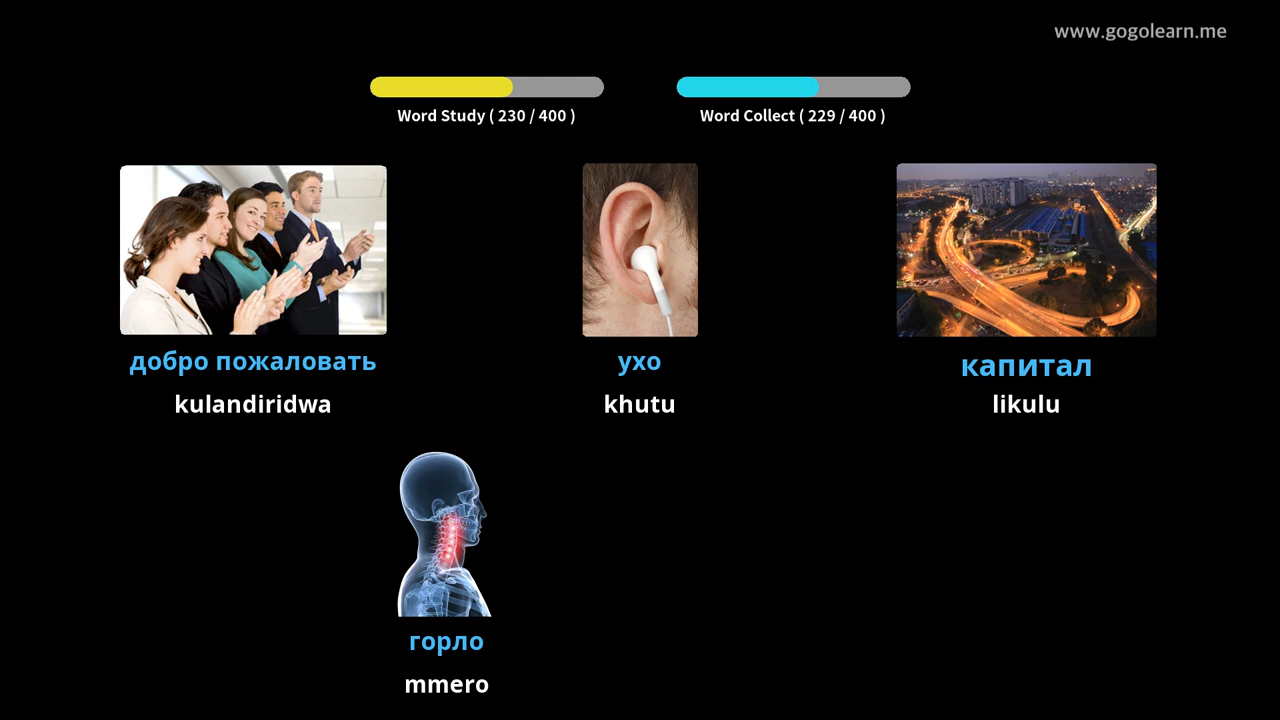 www.gogolearn.me
Word Study ( 230 / 400 )
Word Collect ( 229 / 400 )
добро пожаловать
kulandiridwa
ухо
khutu
капитал
likulu
горло
mmero